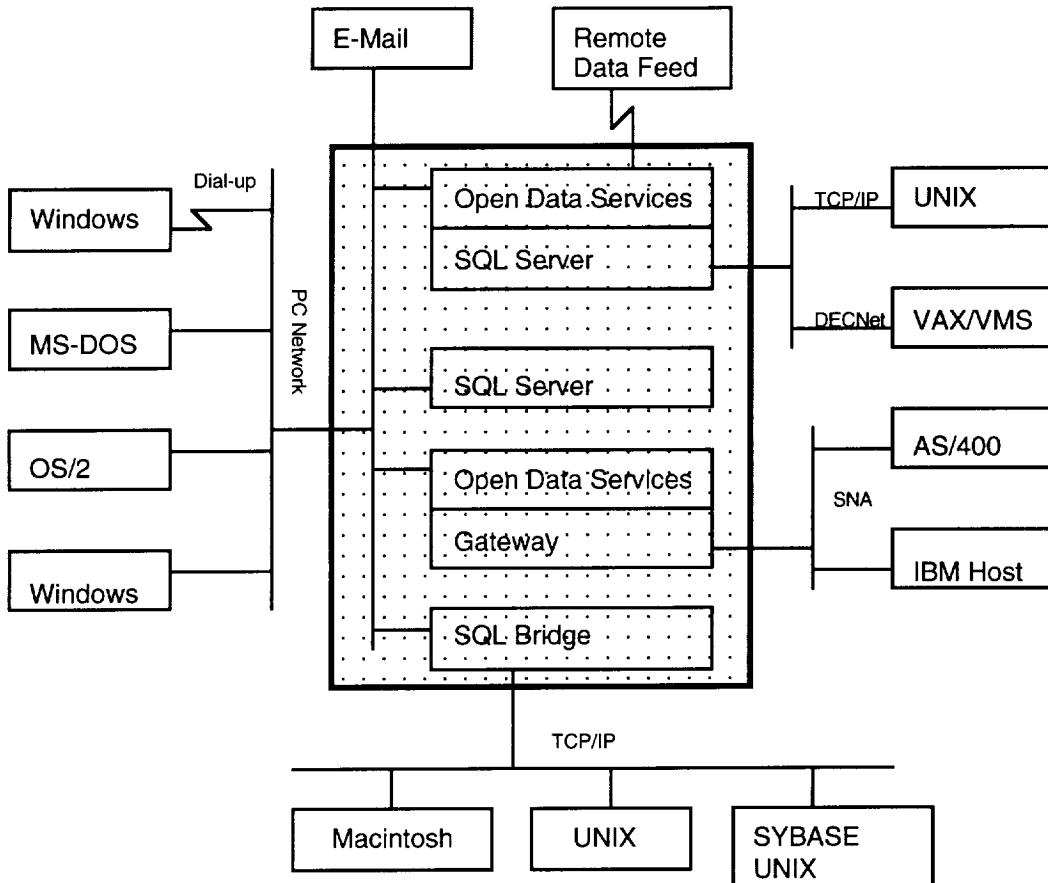 E-Mail
Remote
Data Feed
Dial-up
Windows
MS-DOS
OS/2
Windows
PC Network
Open Data Services
SQL Server
SQL Server
Open Data Services
Gateway
SQL Bridge
TCP/IP
UNIX
DECNet
VAX/VMS
AS/400
SNA
IBM Host
TCP/IP
Macintosh
UNIX
SYBASE
UNIX